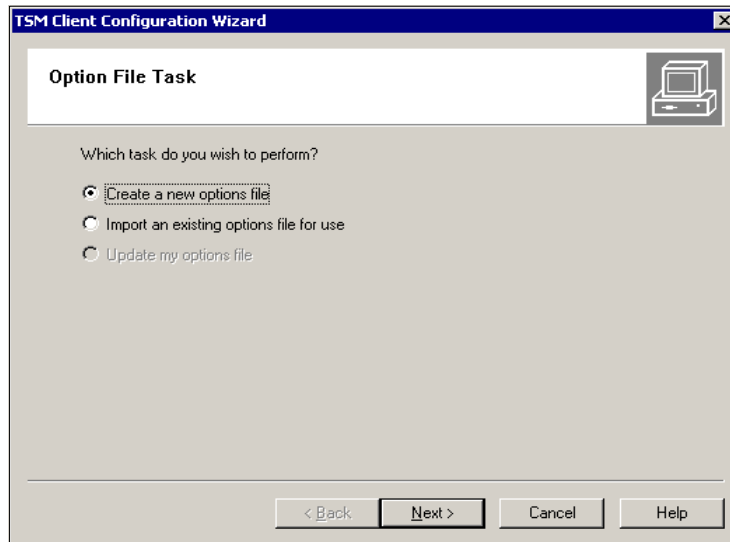 TSM Client Configuration Wizard
Option File Task
Which task do you wish to perform?
Create a new options file
Import an existing options file for use
Update my options file
< Back Next > Cancel Help